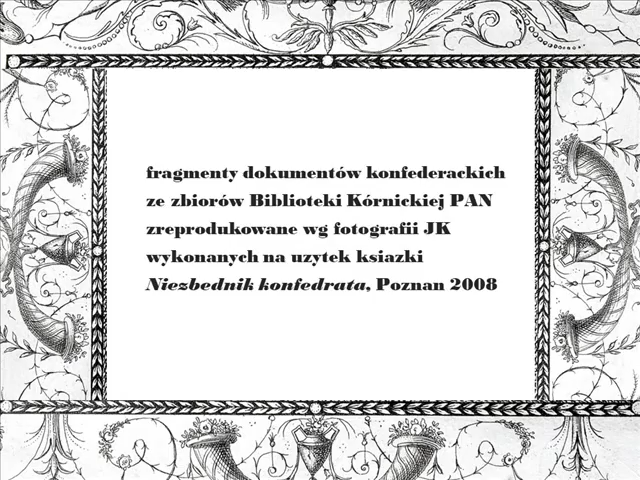 fragmenty dokumentów konfederackich
ze zbiorów Biblioteki Kórnickiej PAN
zreprodukowane wg fotografii JK
wykonanych na uzytek ksiazki
Niezbednik konfedrata, Poznan 2008